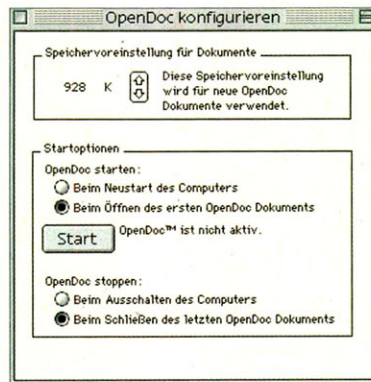 OpenDoc konfigurieren
Speichervoreinstellung für Dokumente
928 K
Diese Speichervoreinstellung
wird für neue OpenDoc
Dokumente verwendet.
Startoptionen
OpenDoc starten:
Beim Neustart des Computers
Beim Öffnen des ersten OpenDoc Dokuments
Start
OpenDoc™ ist nicht aktiv.
OpenDoc stoppen:
Beim Ausschalten des Computers
Beim Schließen des letzten OpenDoc Dokuments